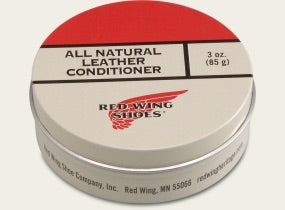 ALL NATURAL
LEATHER
CONDITIONER
3 oz.
(85 g)
RED WING
SHOES®
Red Wing Shoe Company, Inc. Red Wing, MN 55066 redwingheritage.com